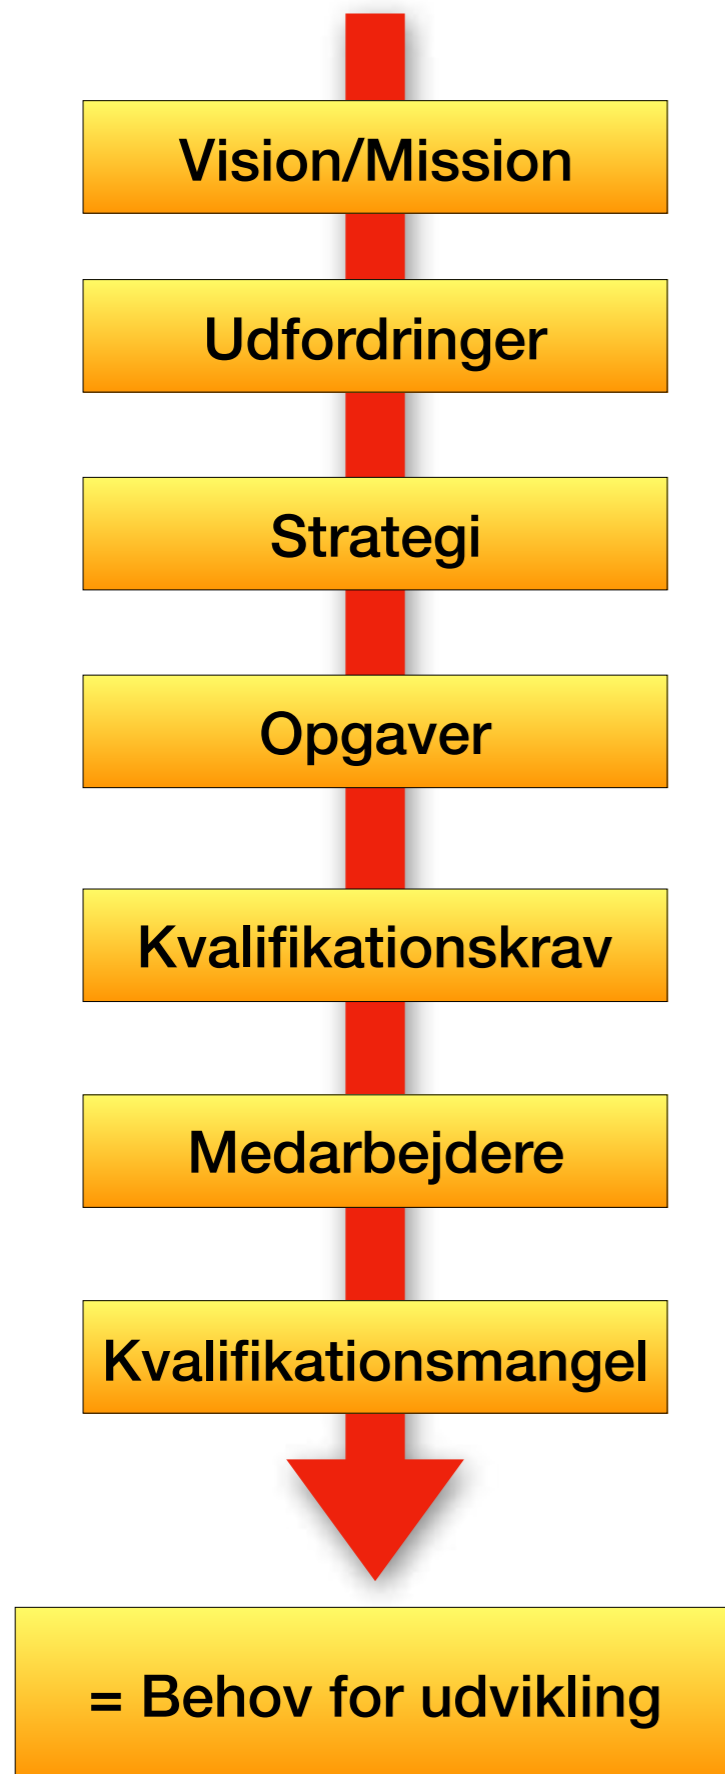 Vision/Mission
Udfordringer
Strategi
Opgaver
Kvalifikationskrav
Medarbejdere
Kvalifikationsmangel
= Behov for udvikling